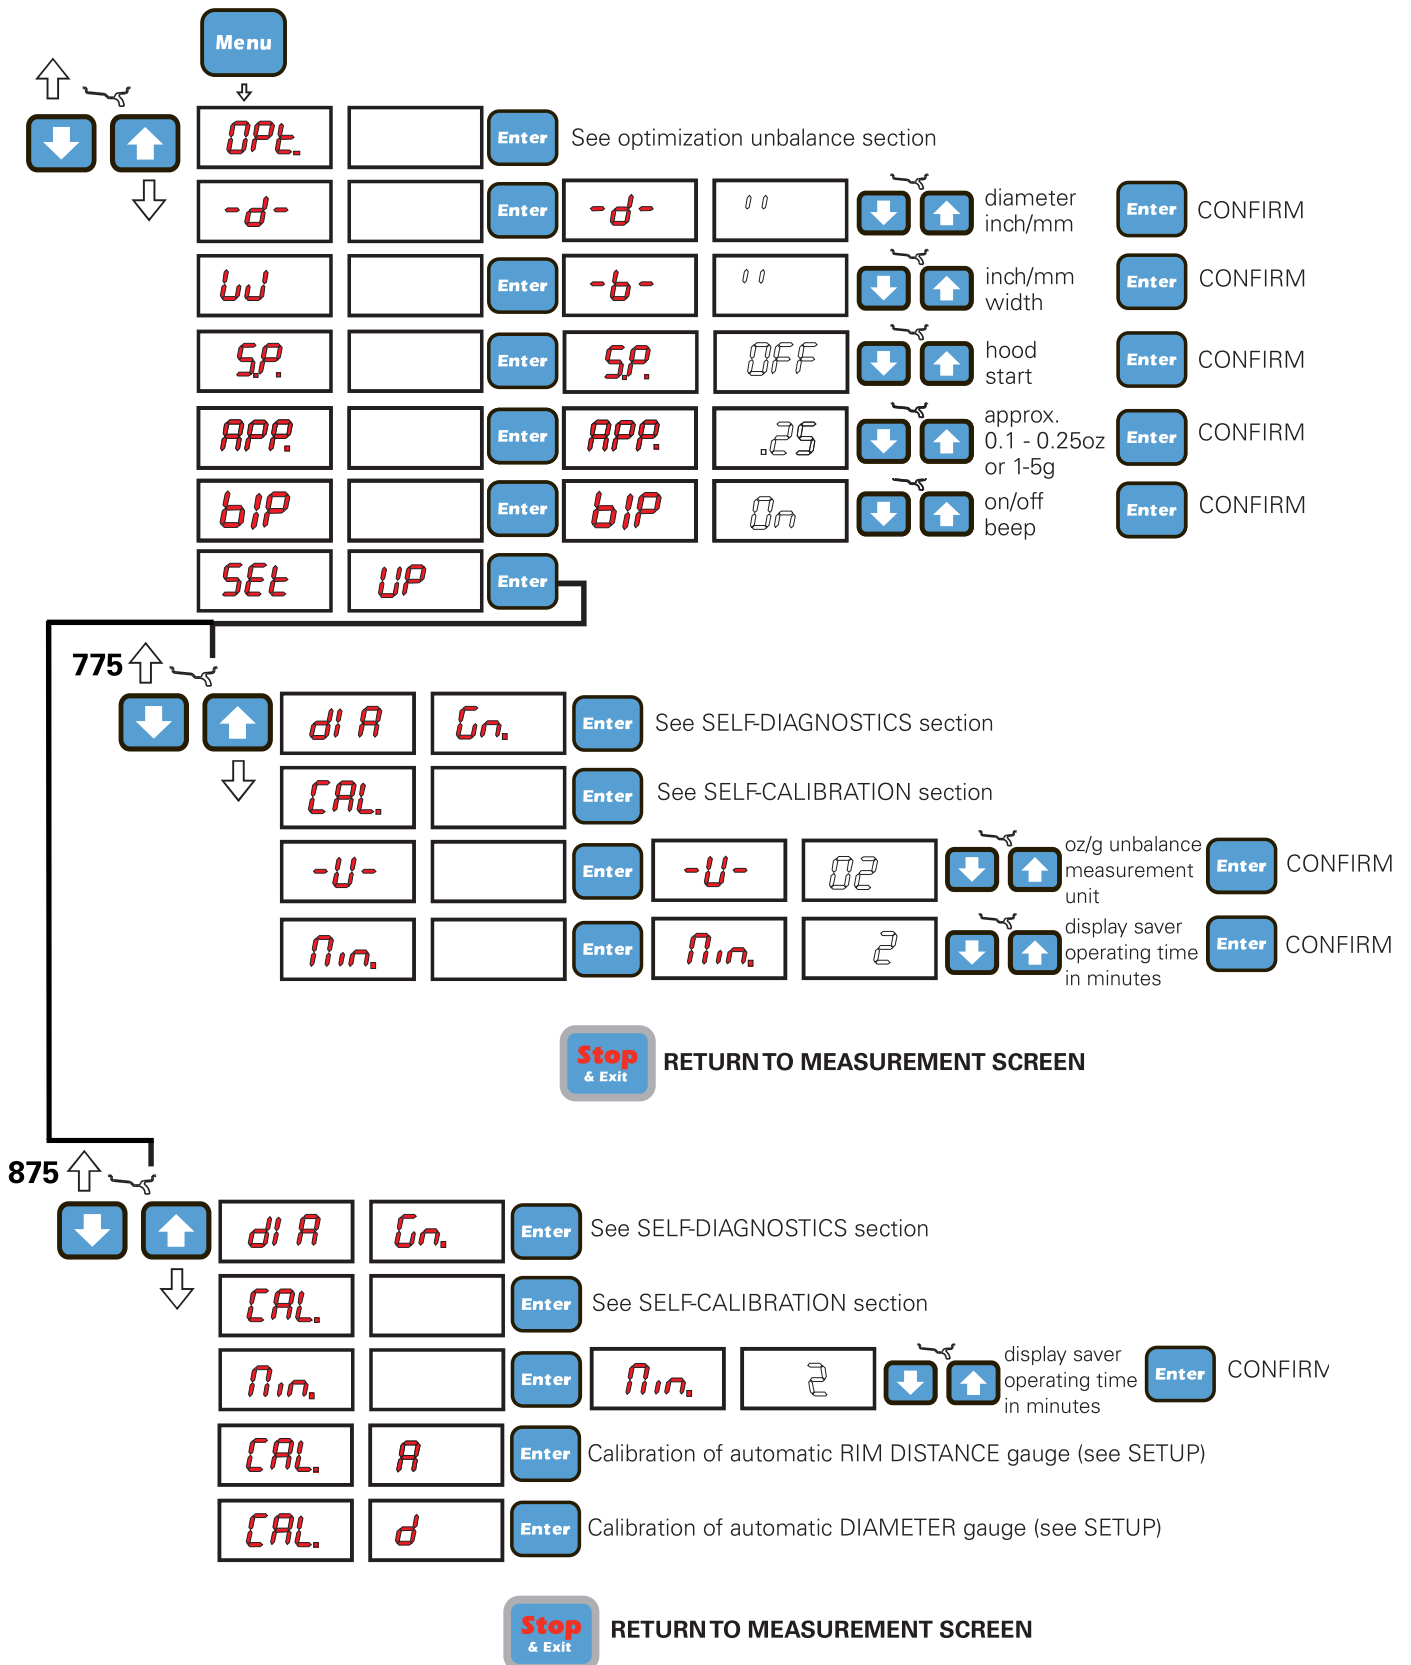 Menu
OPt. Enter See optimization unbalance section
-d- Enter -d- " diameter
inch/mm Enter CONFIRM
W Enter -b- " inch/mm
width Enter CONFIRM
S.P. Enter S.P. OFF hood
start Enter CONFIRM
APP. Enter APP. .25 approx.
0.1 - 0.25oz
or 1-5g Enter CONFIRM
bIP Enter bIP On on/off
beep Enter CONFIRM
SEt UP Enter
775
dI A Gn. Enter See SELF-DIAGNOSTICS section
CAL. Enter See SELF-CALIBRATION section
-U- Enter -U- 02 oz/g unbalance
measurement
unit Enter CONFIRM
Min. Enter Min. 2 display saver
operating time
in minutes Enter CONFIRM
Stop
& Exit RETURN TO MEASUREMENT SCREEN
875
dI A Gn. Enter See SELF-DIAGNOSTICS section
CAL. Enter See SELF-CALIBRATION section
Min. Enter Min. 2 display saver
operating time
in minutes Enter CONFIRM
CAL. A Enter Calibration of automatic RIM DISTANCE gauge (see SETUP)
CAL. d Enter Calibration of automatic DIAMETER gauge (see SETUP)
Stop
& Exit RETURN TO MEASUREMENT SCREEN